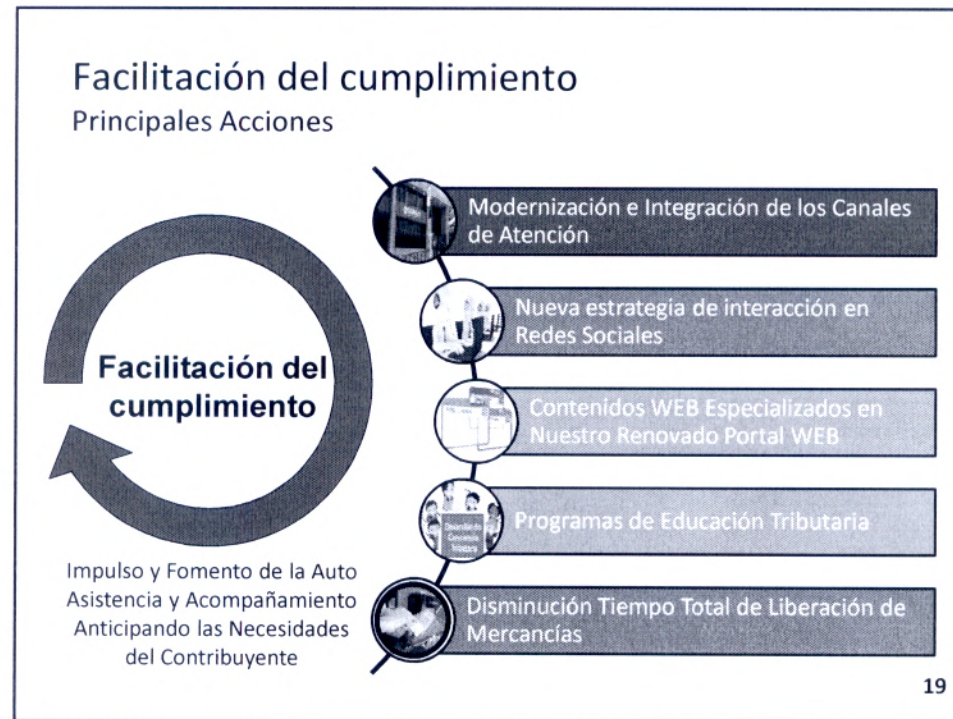 Facilitación del cumplimiento
Principales Acciones
Facilitación del
cumplimiento
Impulso y Fomento de la Auto
Asistencia y Acompañamiento
Anticipando las Necesidades
del Contribuyente
Modernización e Integración de los Canales
de Atención
Nueva estrategia de interacción en
Redes Sociales
Contenidos WEB Especializados en
Nuestro Renovado Portal WEB
Programas de Educación Tributaria
Disminución Tiempo Total de Liberación de
Mercancías
19